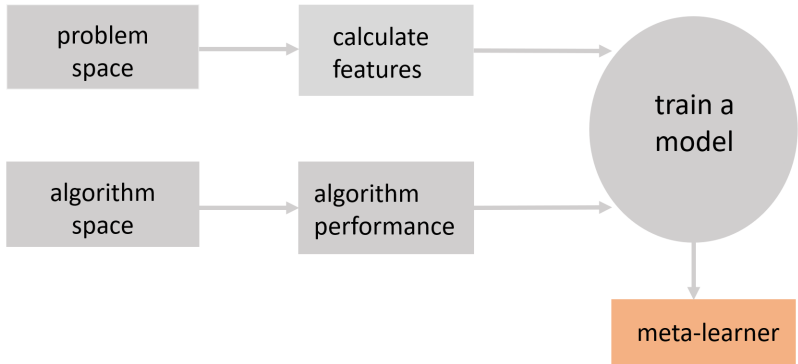 problem
space
calculate
features
train a
model
algorithm
space
algorithm
performance
meta-learner